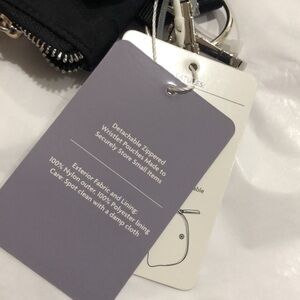 Detachable Zippered
Wristlet Pouches Made to
Securely Store Small Items
Exterior Fabric and Lining:
100% Nylon outer, 100% Polyester lining
Care: Spot clean with a damp cloth